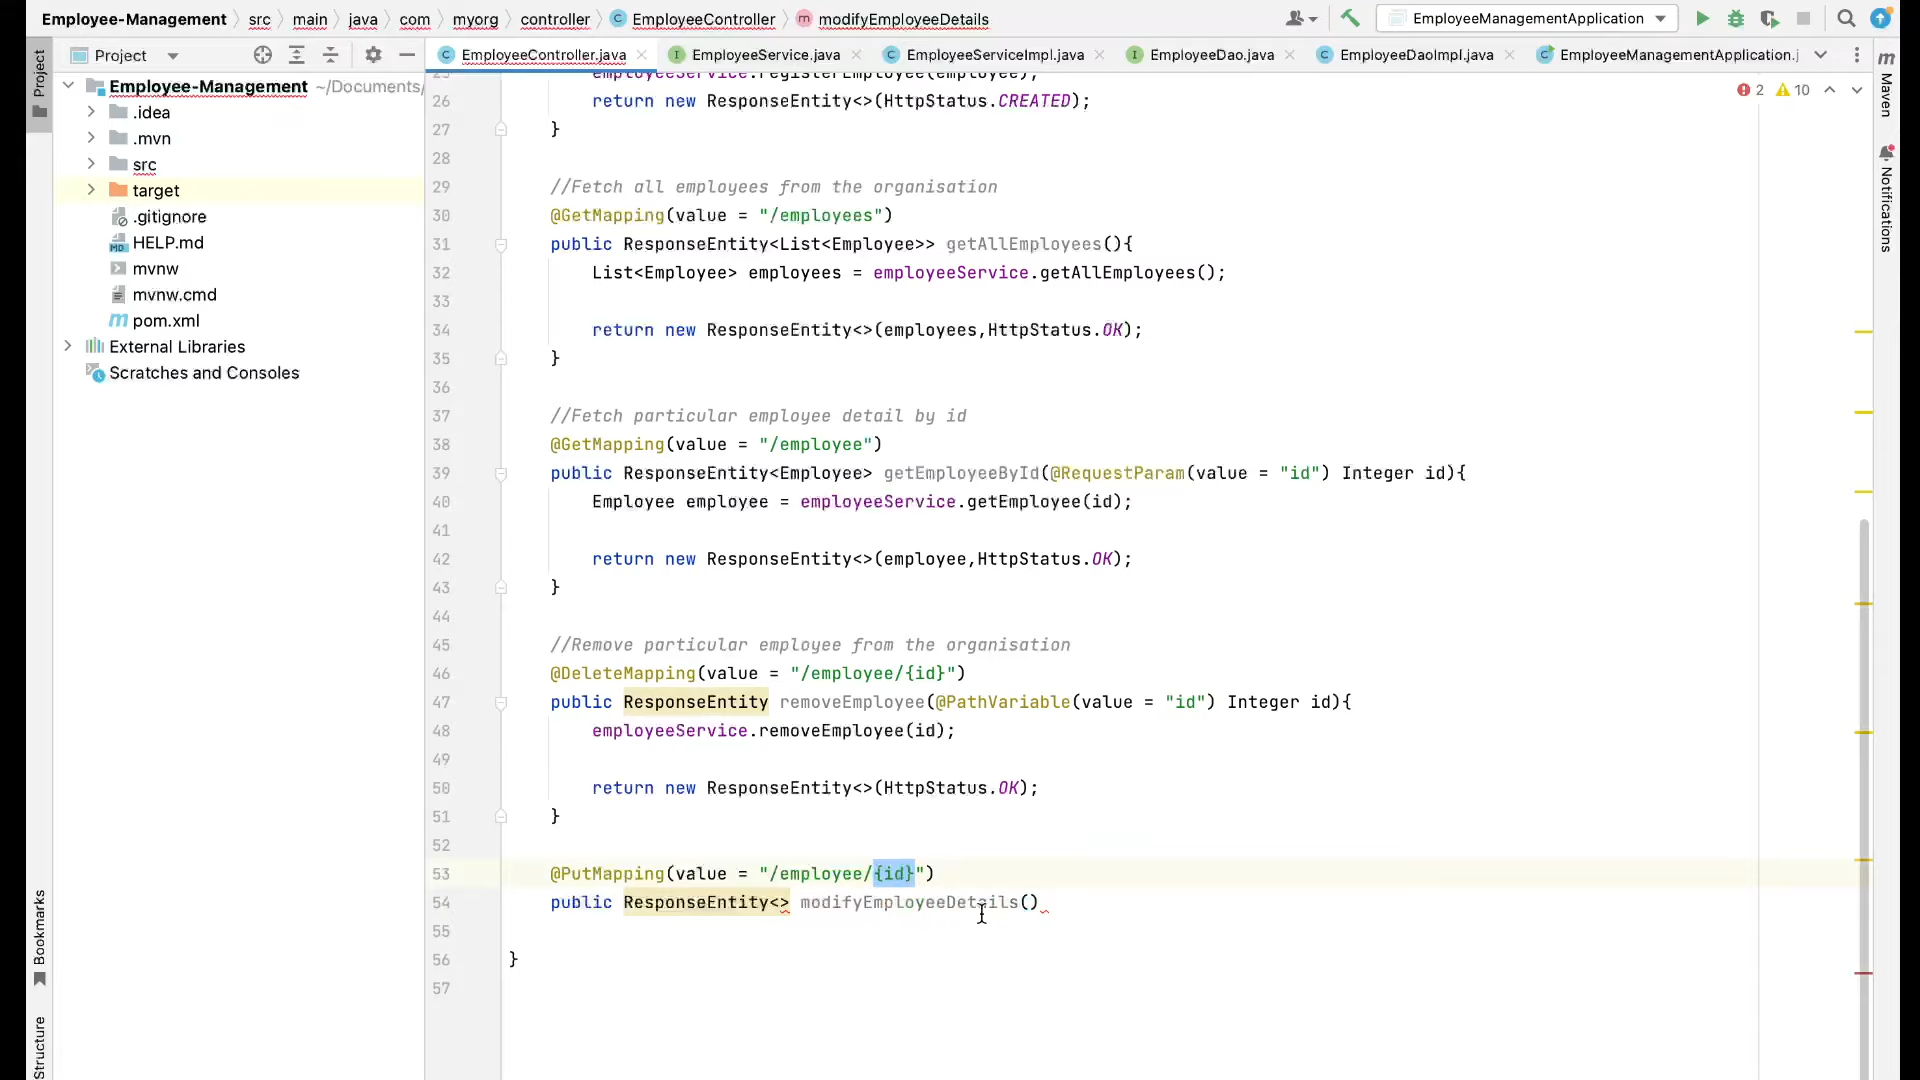 Employee-Management src main java com myorg controller EmployeeController modifyEmployeeDetails EmployeeManagementApplication
Project EmployeeController.java EmployeeService.java EmployeeServiceImpl.java EmployeeDao.java EmployeeDaoImpl.java EmployeeManagementApplication.j
Project
Employee-Management ~/Documents/
.idea
.mvn
src
target
.gitignore
HELP.md
mvnw
mvnw.cmd
pom.xml
External Libraries
Scratches and Consoles
Bookmarks
Structure
25 employeeService.registerEmployee(employee);
26 return new ResponseEntity<>(HttpStatus.CREATED);
27 }
28
29 //Fetch all employees from the organisation
30 @GetMapping(value = "/employees")
31 public ResponseEntity<List<Employee>> getAllEmployees(){
32 List<Employee> employees = employeeService.getAllEmployees();
33
34 return new ResponseEntity<>(employees,HttpStatus.OK);
35 }
36
37 //Fetch particular employee detail by id
38 @GetMapping(value = "/employee")
39 public ResponseEntity<Employee> getEmployeeById(@RequestParam(value = "id") Integer id){
40 Employee employee = employeeService.getEmployee(id);
41
42 return new ResponseEntity<>(employee,HttpStatus.OK);
43 }
44
45 //Remove particular employee from the organisation
46 @DeleteMapping(value = "/employee/{id}")
47 public ResponseEntity removeEmployee(@PathVariable(value = "id") Integer id){
48 employeeService.removeEmployee(id);
49
50 return new ResponseEntity<>(HttpStatus.OK);
51 }
52
53 @PutMapping(value = "/employee/{id}")
54 public ResponseEntity<> modifyEmployeeDetails()
55
56 }
57
2 10
Maven
Notifications